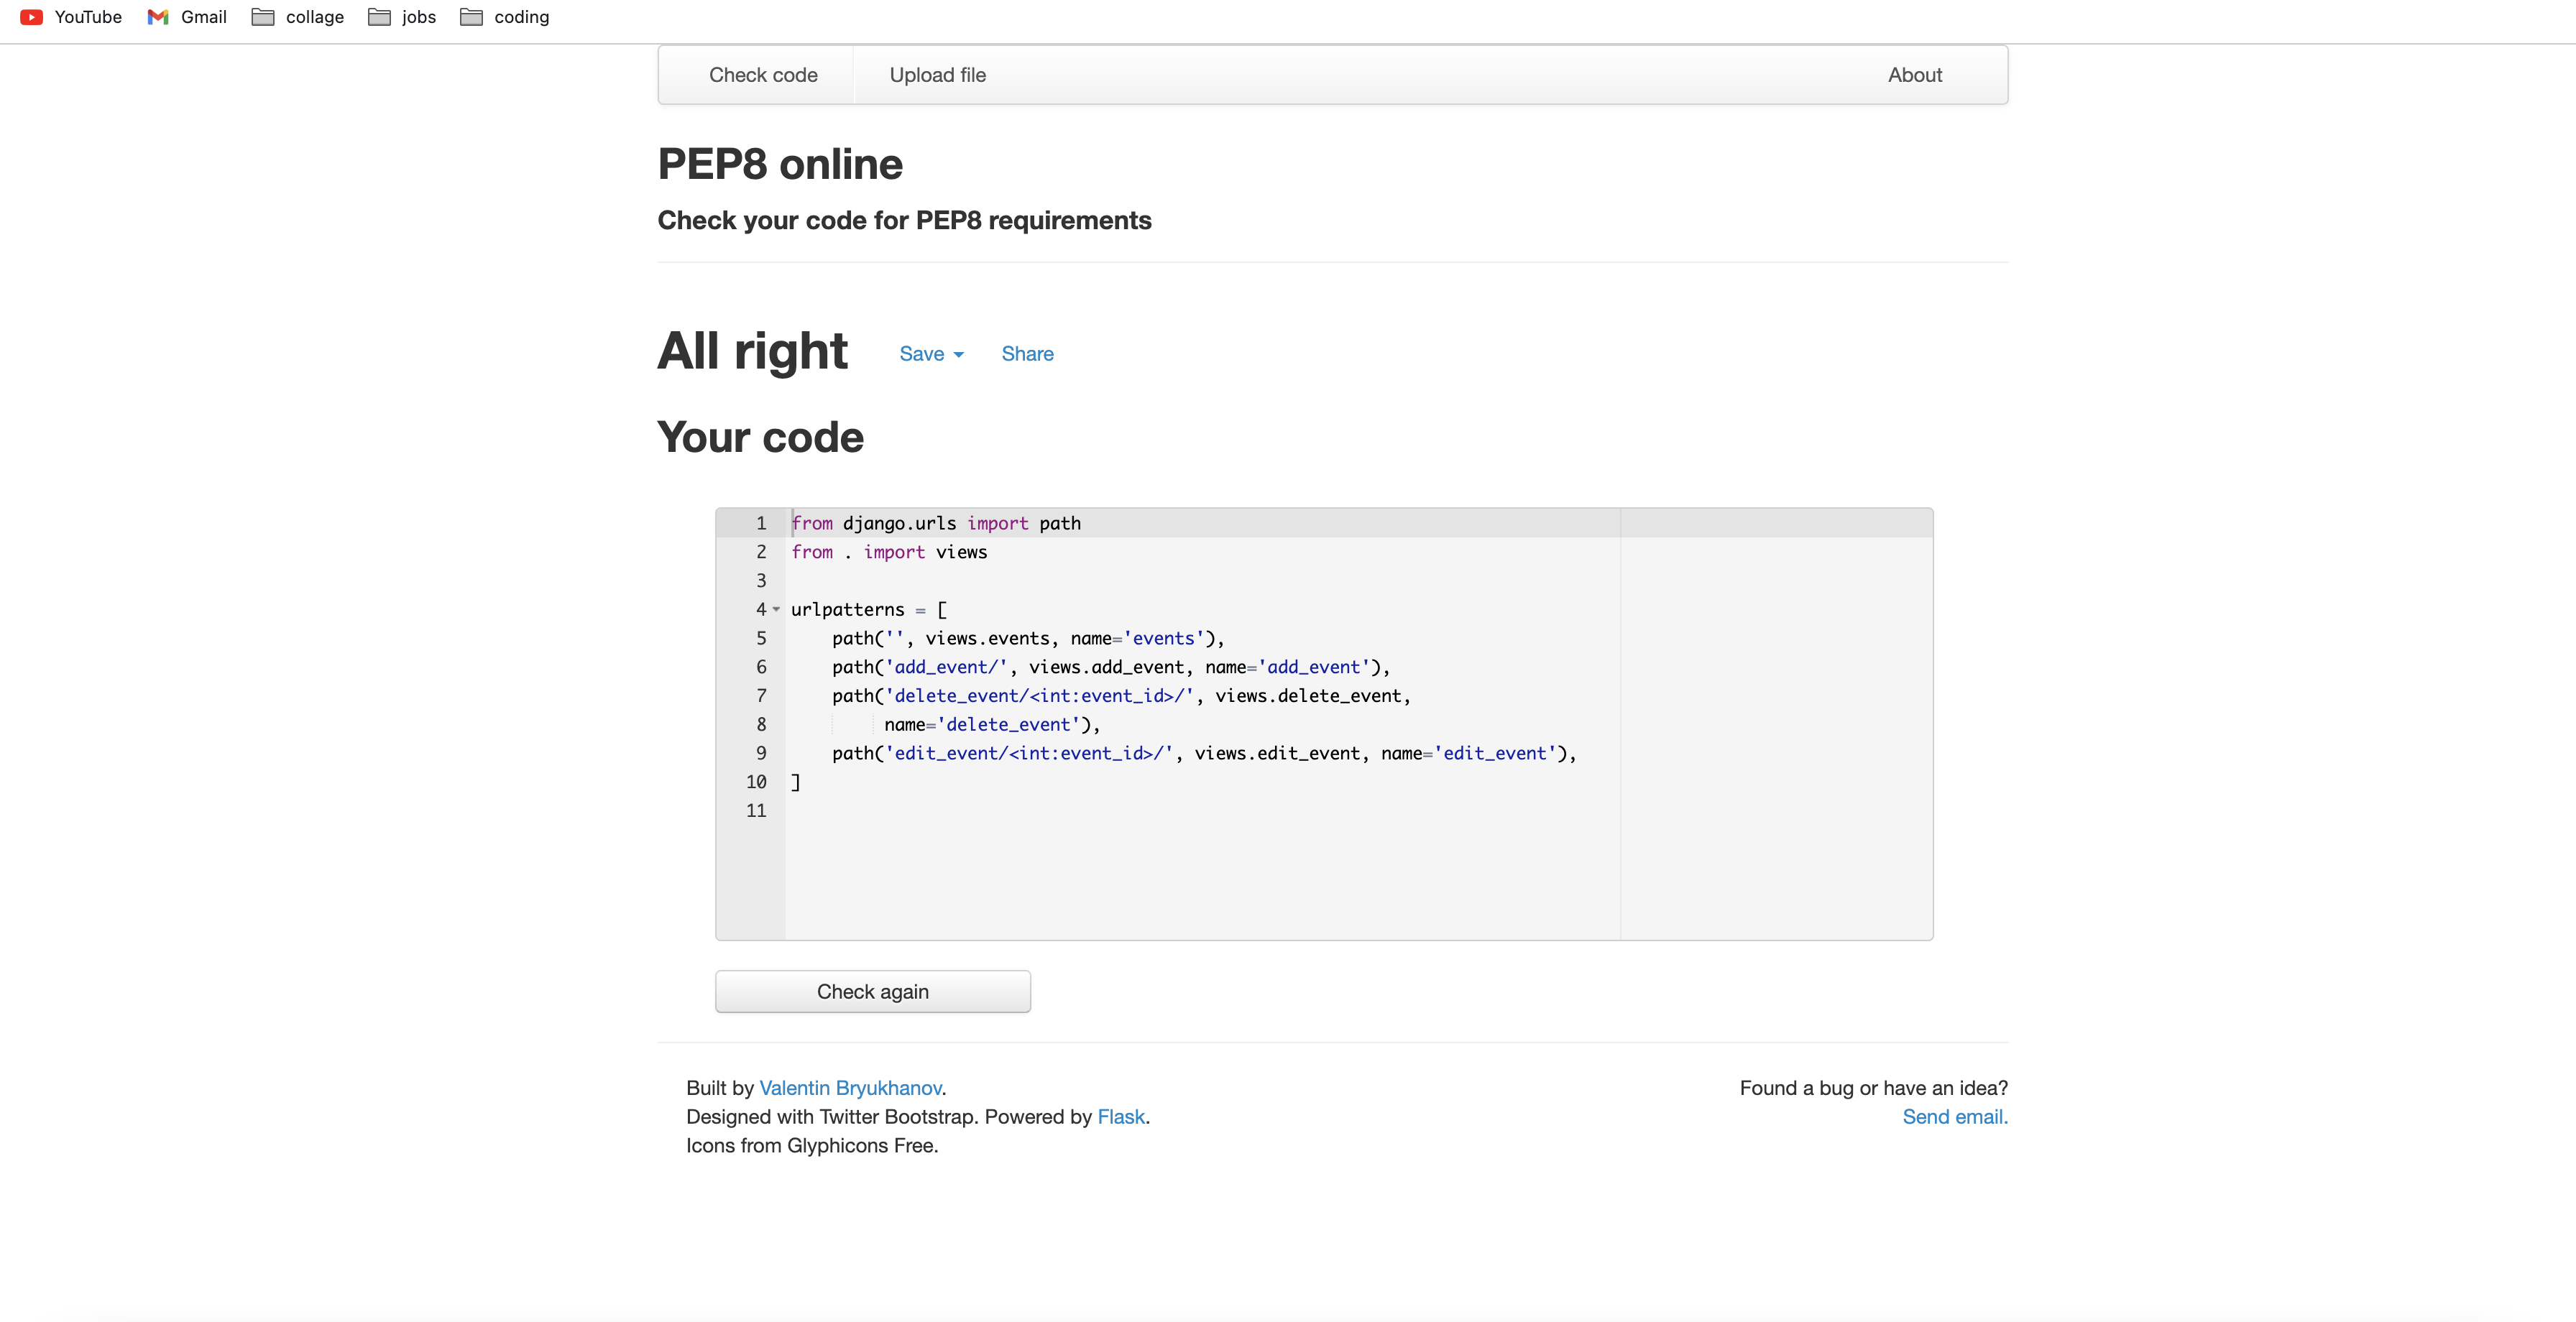 YouTube Gmail collage jobs coding
Check code Upload file About
PEP8 online
Check your code for PEP8 requirements
All right Save Share
Your code
1 from django.urls import path
2 from . import views
3
4 urlpatterns = [
5 path('', views.events, name='events'),
6 path('add_event/', views.add_event, name='add_event'),
7 path('delete_event/<int:event_id>/', views.delete_event,
8 name='delete_event'),
9 path('edit_event/<int:event_id>/', views.edit_event, name='edit_event'),
10 ]
11
Check again
Built by Valentin Bryukhanov.
Designed with Twitter Bootstrap. Powered by Flask.
Icons from Glyphicons Free.
Found a bug or have an idea?
Send email.